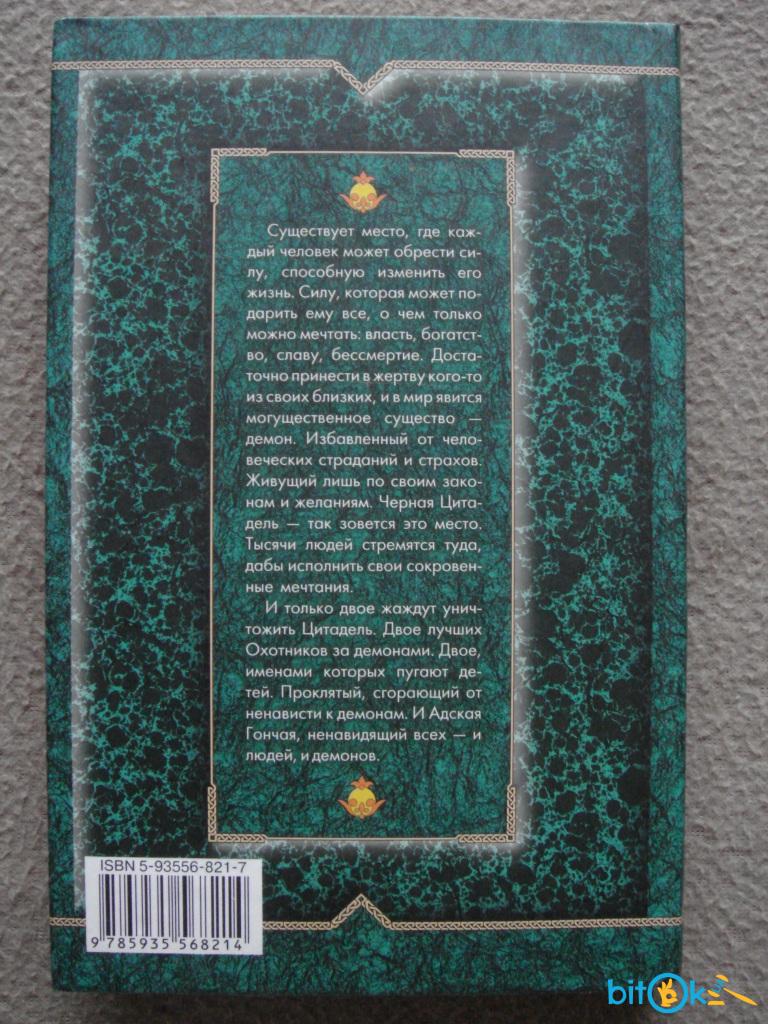 Существует место, где каж-
дый человек может обрести си-
лу, способную изменить его
жизнь. Силу, которая может по-
дарить ему все, о чем только
можно мечтать: власть, богатст-
во, славу, бессмертие. Доста-
точно принести в жертву кого-то
из своих близких, и в мир явится
могущественное существо —
демон. Избавленный от чело-
веческих страданий и страхов.
Живущий лишь по своим зако-
нам и желаниям. Черная Цита-
дель — так зовется это место.
Тысячи людей стремятся туда,
дабы исполнить свои сокровен-
ные мечтания.
И только двое жаждут унич-
тожить Цитадель. Двое лучших
Охотников за демонами. Двое,
именами которых пугают де-
тей. Проклятый, сгорающий от
ненависти к демонам. И Адская
Гончая, ненавидящий всех — и
людей, и демонов.
ISBN 5-93556-821-7
9 785935 568214
bitok